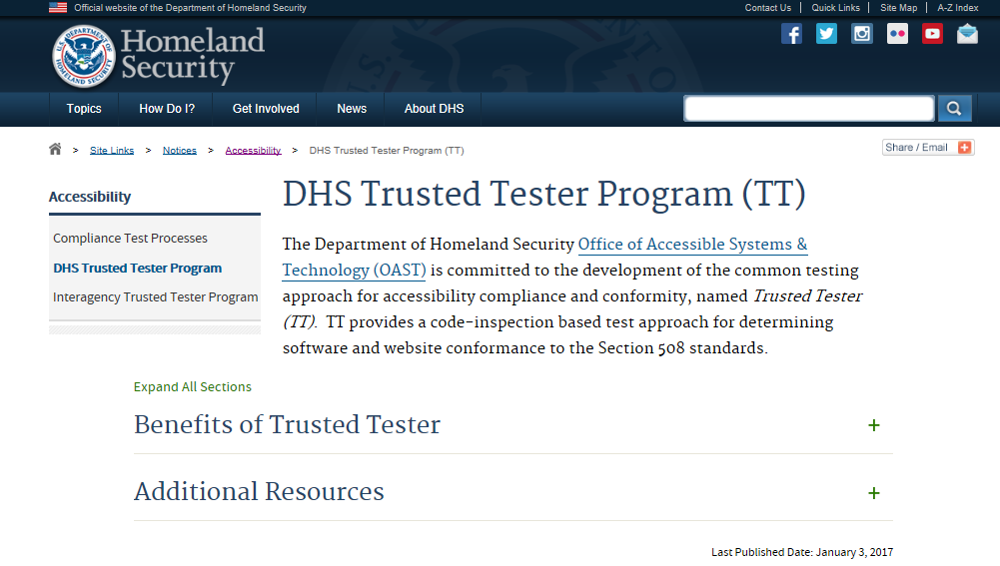 Official website of the Department of Homeland Security
Contact Us | Quick Links | Site Map | A-Z Index
Homeland
Security
Topics How Do I? Get Involved News About DHS
> Site Links > Notices > Accessibility > DHS Trusted Tester Program (TT)
Share / Email
Accessibility
Compliance Test Processes
DHS Trusted Tester Program
Interagency Trusted Tester Program
DHS Trusted Tester Program (TT)
The Department of Homeland Security Office of Accessible Systems &
Technology (OAST) is committed to the development of the common testing
approach for accessibility compliance and conformity, named Trusted Tester
(TT). TT provides a code-inspection based test approach for determining
software and website conformance to the Section 508 standards.
Expand All Sections
Benefits of Trusted Tester +
Additional Resources +
Last Published Date: January 3, 2017